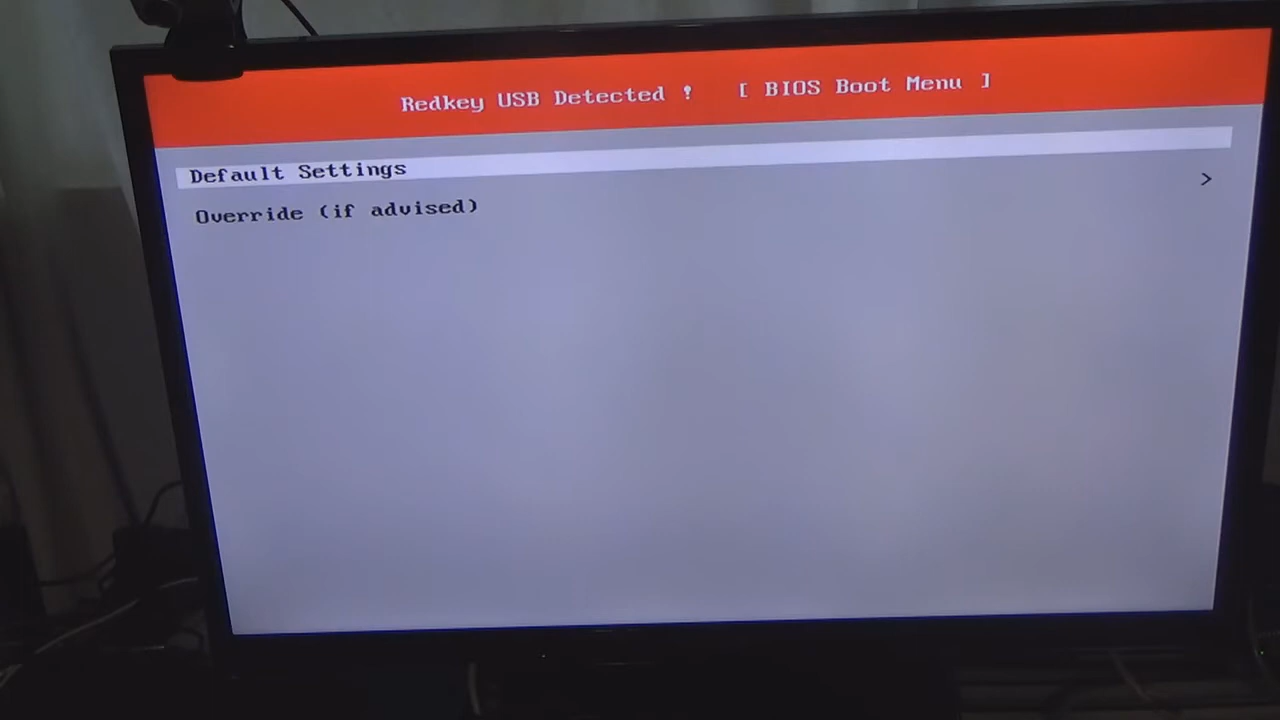 Redkey USB Detected ! [ BIOS Boot Menu ]
Default Settings
Override (if advised) >